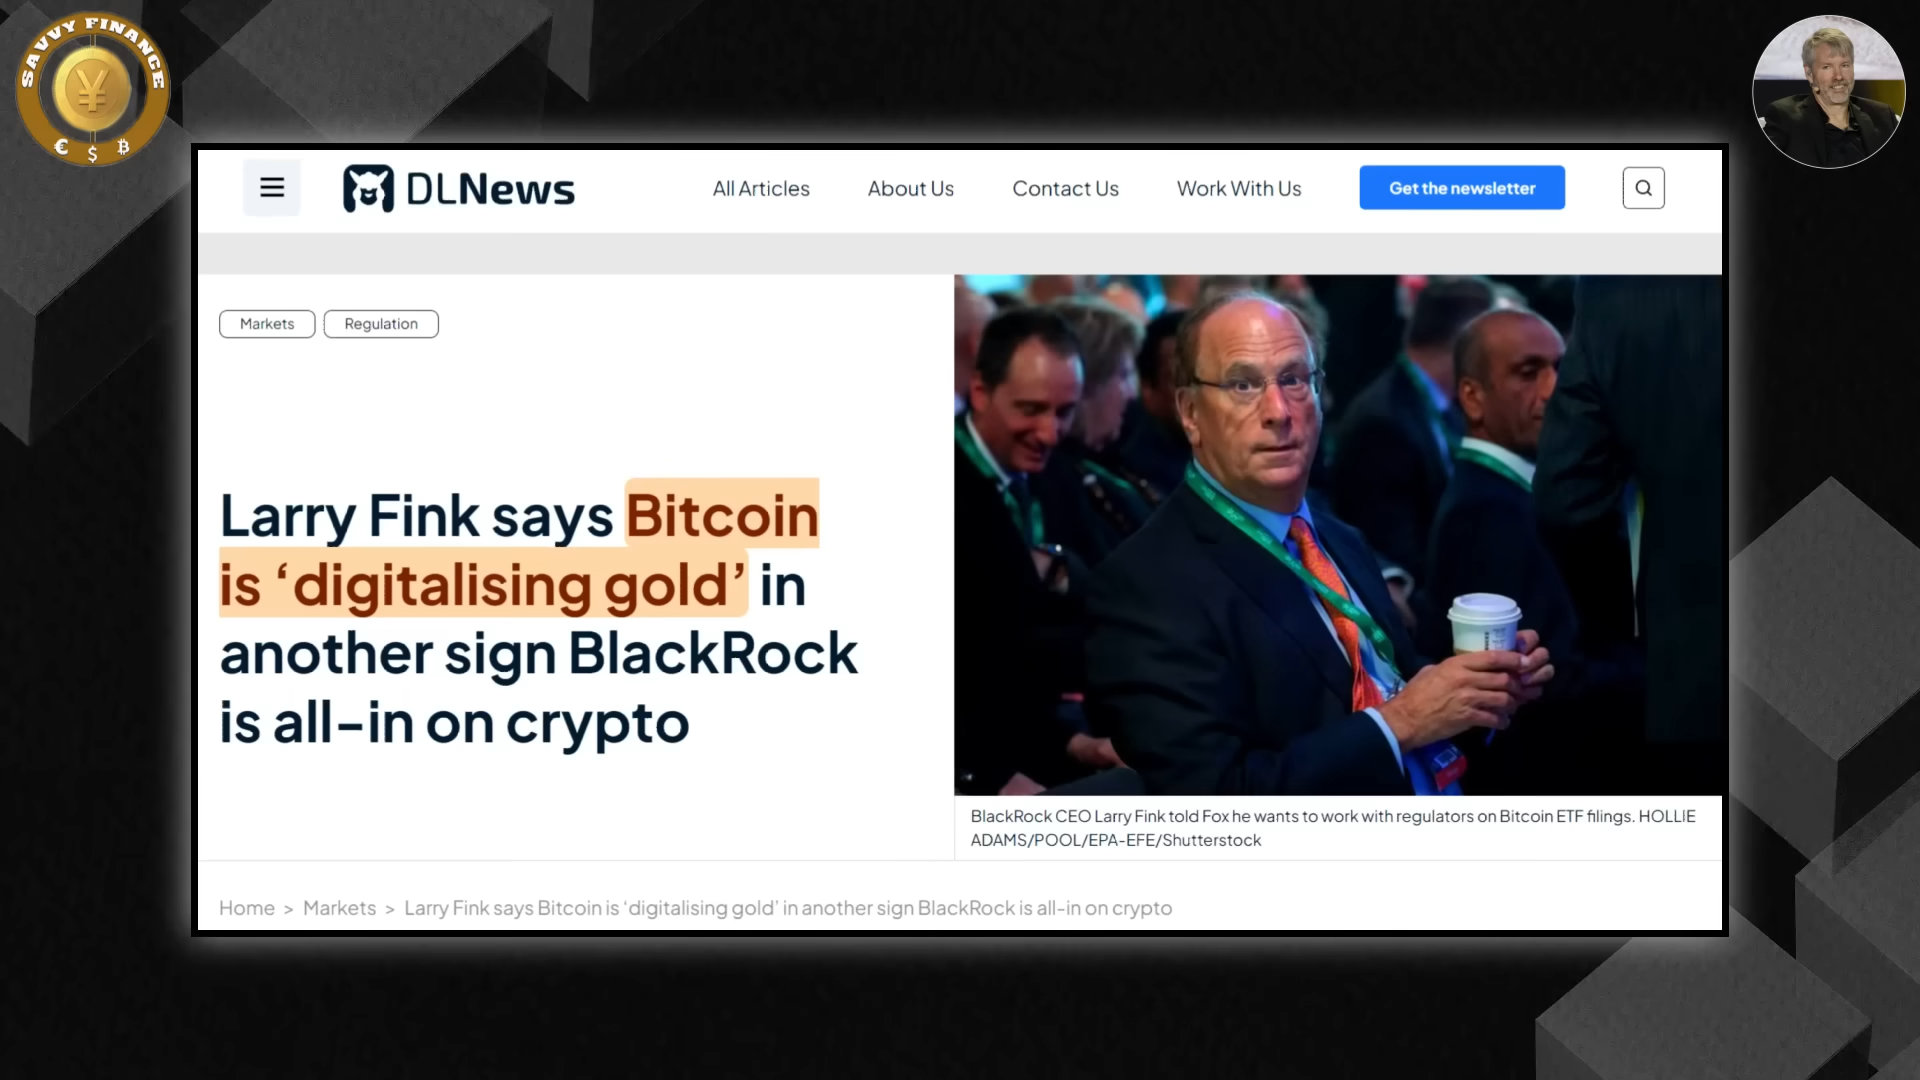 SAVVY FINANCE
¥
€ $ ₿
DLNews
All Articles
About Us
Contact Us
Work With Us
Get the newsletter
Markets
Regulation
Larry Fink says Bitcoin
is ‘digitalising gold’ in
another sign BlackRock
is all-in on crypto
BlackRock CEO Larry Fink told Fox he wants to work with regulators on Bitcoin ETF filings. HOLLIE
ADAMS/POOL/EPA-EFE/Shutterstock
Home > Markets > Larry Fink says Bitcoin is ‘digitalising gold’ in another sign BlackRock is all-in on crypto